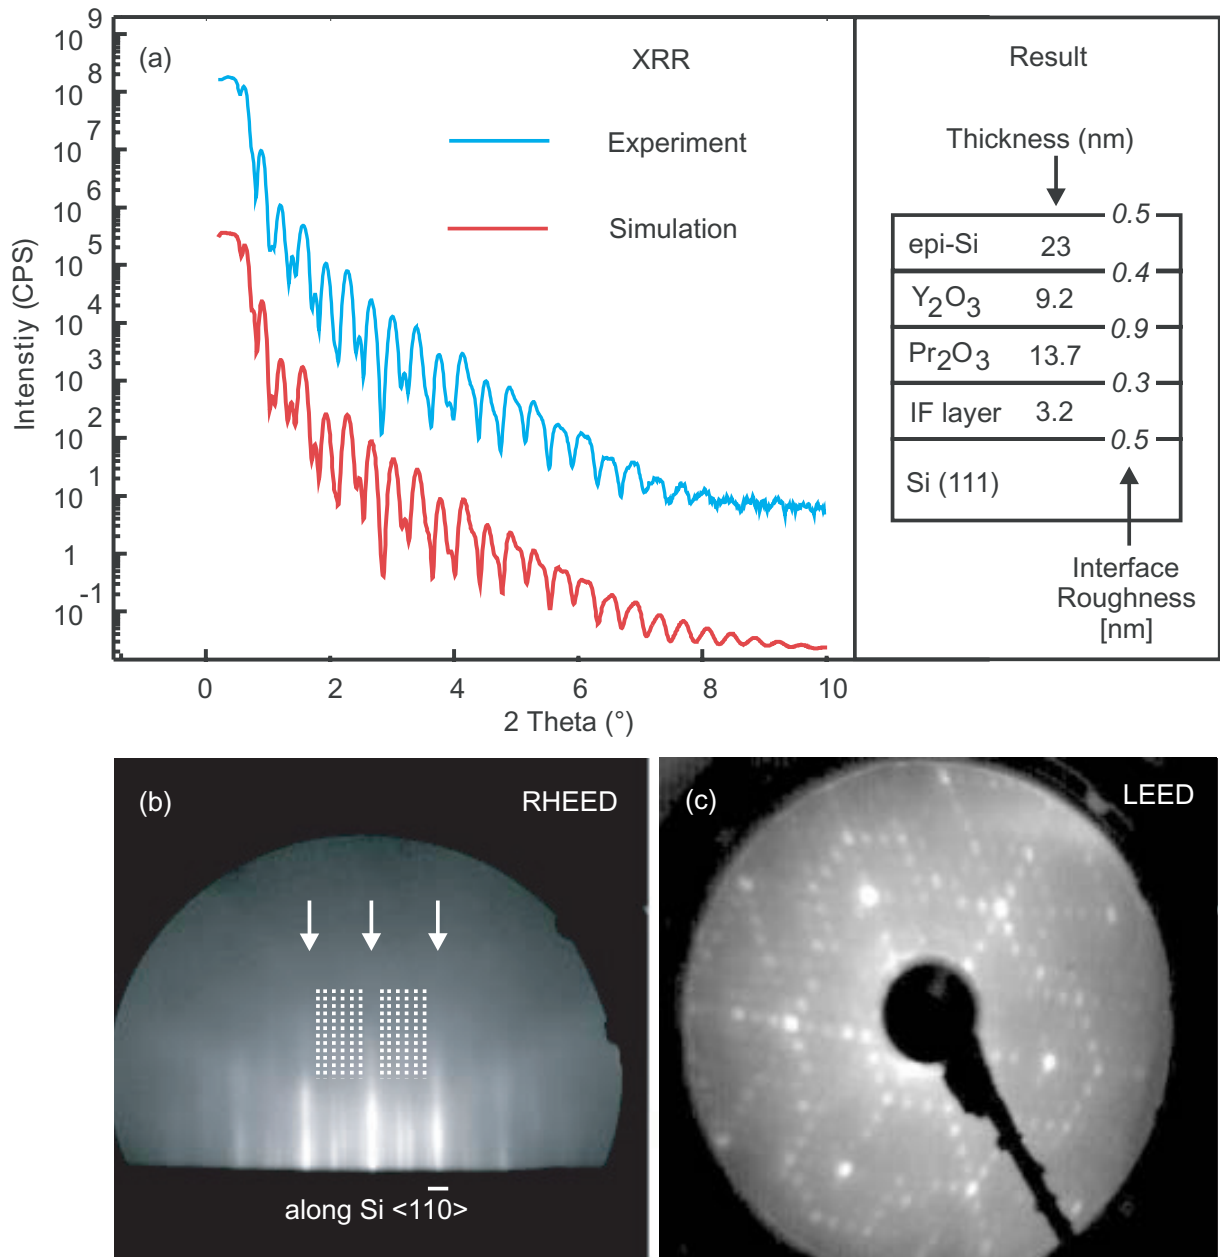 (a)
XRR
Experiment
Simulation
Intenstiy (CPS)
10^9
10^8
10^7
10^6
10^5
10^4
10^3
10^2
10^1
1
10^-1
0 2 4 6 8 10
2 Theta (°)
Result
Thickness (nm)
0.5
epi-Si 23
0.4
Y2O3 9.2
0.9
Pr2O3 13.7
0.3
IF layer 3.2
0.5
Si (111)
Interface
Roughness
[nm]
(b) RHEED
along Si <11̅0̅>
(c) LEED